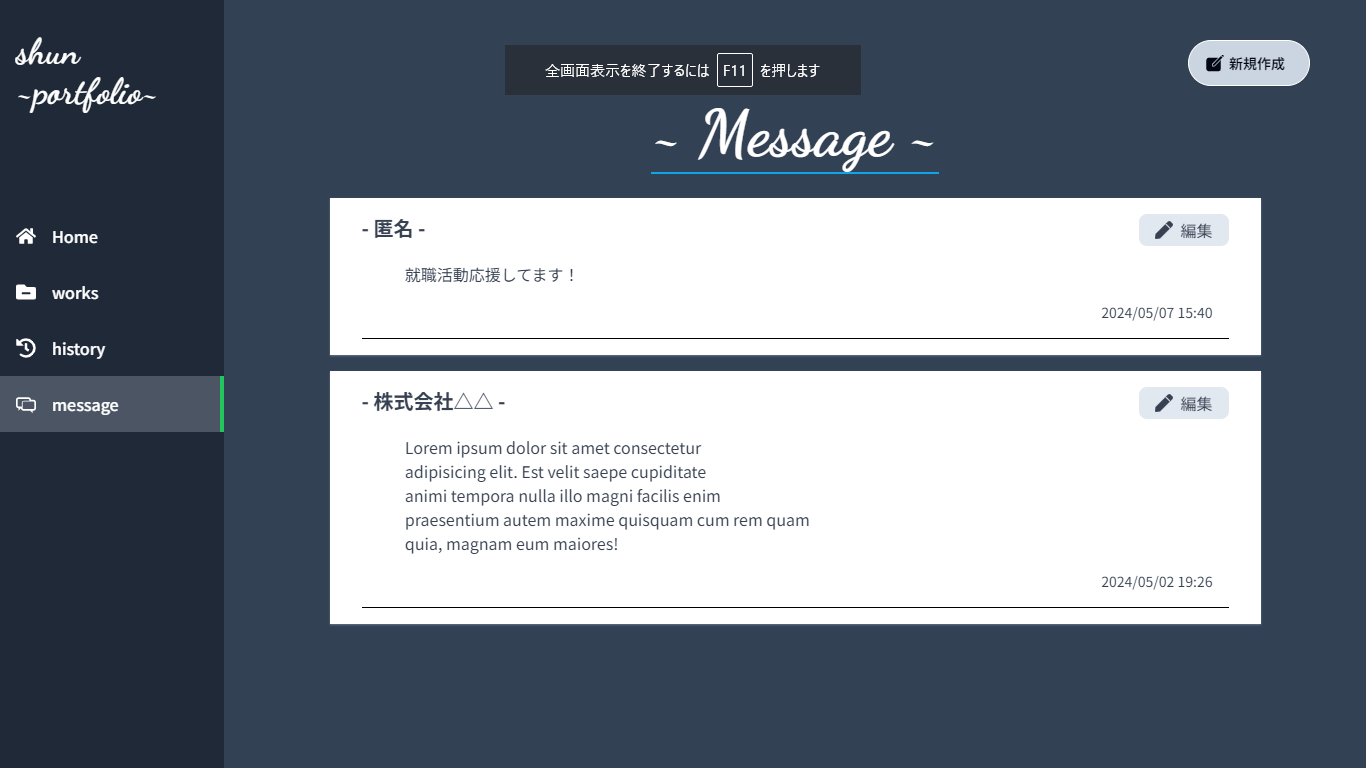 shun
~portfolio~
Home
works
history
message
全画面表示を終了するには F11 を押します
新規作成
~ Message ~
- 匿名 -
編集
就職活動応援してます！
2024/05/07 15:40
- 株式会社△△ -
編集
Lorem ipsum dolor sit amet consectetur
adipisicing elit. Est velit saepe cupiditate
animi tempora nulla illo magni facilis enim
praesentium autem maxime quisquam cum rem quam
quia, magnam eum maiores!
2024/05/02 19:26